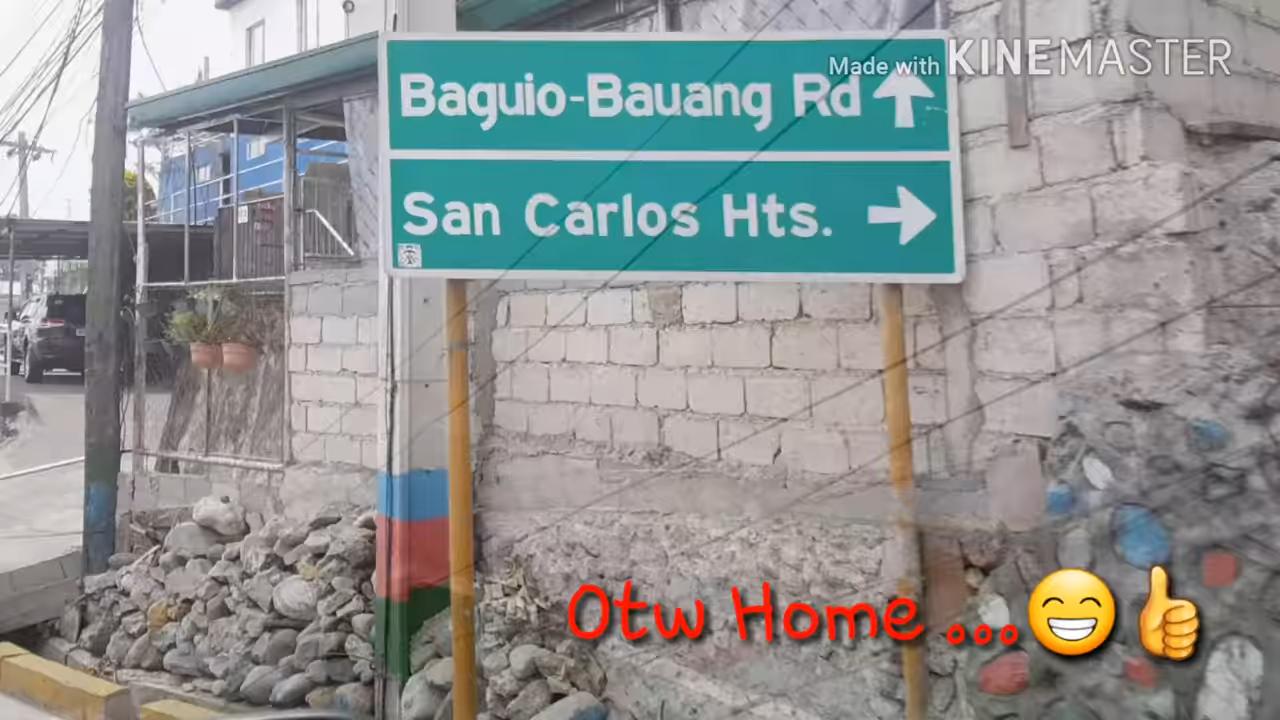 Made with KINEMASTER
Baguio-Bauang Rd
San Carlos Hts.
Otw Home ...😁👍